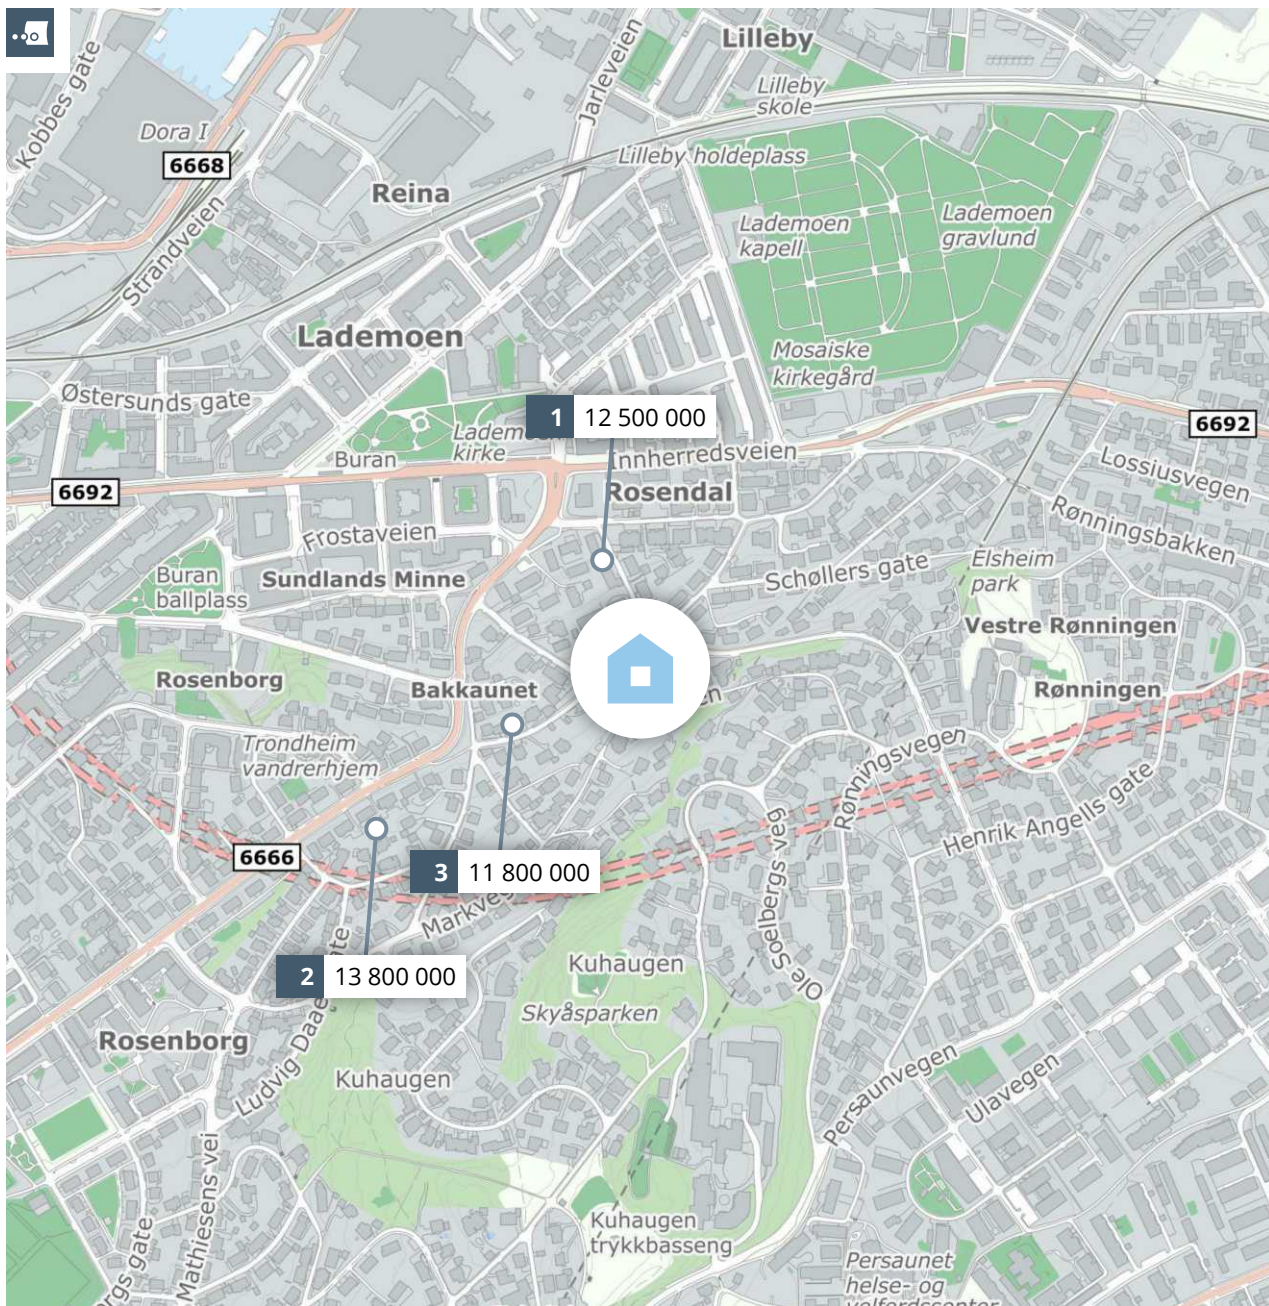 Lilleby
Kobbes gate
Jarleveien
Lilleby
skole
Dora I
6668
Lilleby holdeplass
Reina
Strandveien
Lademoen
kapell
Lademoen
gravlund
Lademoen
Mosaiske
kirkegård
Østersunds gate
1 12 500 000
6692
kirke
Buran
Innherredsveien
Lossiusvegen
6692
Rosendal
Rønningsbakken
Frostaveien
Buran
ballplass
Sundlands Minne
Schøllers gate
Elsheim
park
Vestre Rønningen
Rosenborg
Bakkaunet
Rønningen
Trondheim
vandrerhjem
Rønningsvegen
Henrik Angells gate
6666
3 11 800 000
Ole Soelbergs veg
Kuhaugen
2 13 800 000
Skyåsparken
Rosenborg
Ludvig Daaes gate
Kuhaugen
Persaunvegen
Ulavegen
Mathiesens vei
Kuhaugen
trykkbasseng
Persaunet
helse- og
velferdssenter